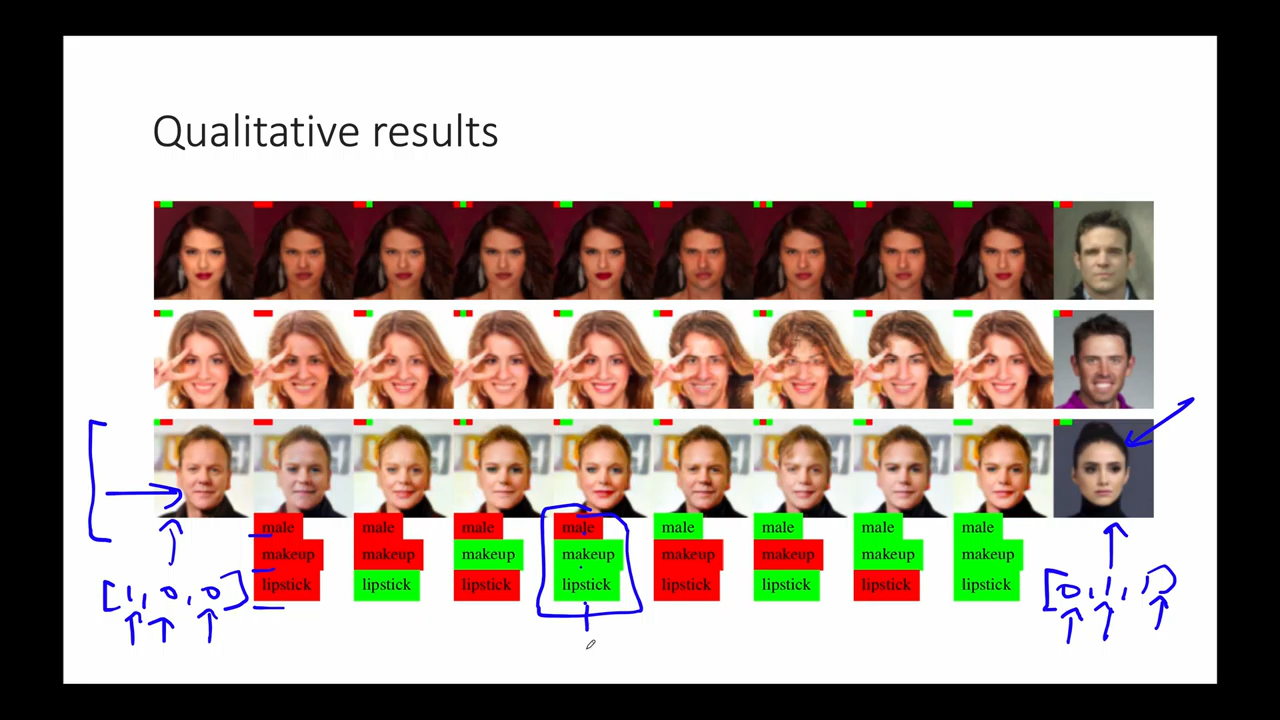 Qualitative results
male male male male male male male male
makeup makeup makeup makeup makeup makeup makeup makeup
lipstick lipstick lipstick lipstick lipstick lipstick lipstick lipstick
[1, 0, 0] [0, 1, 1]